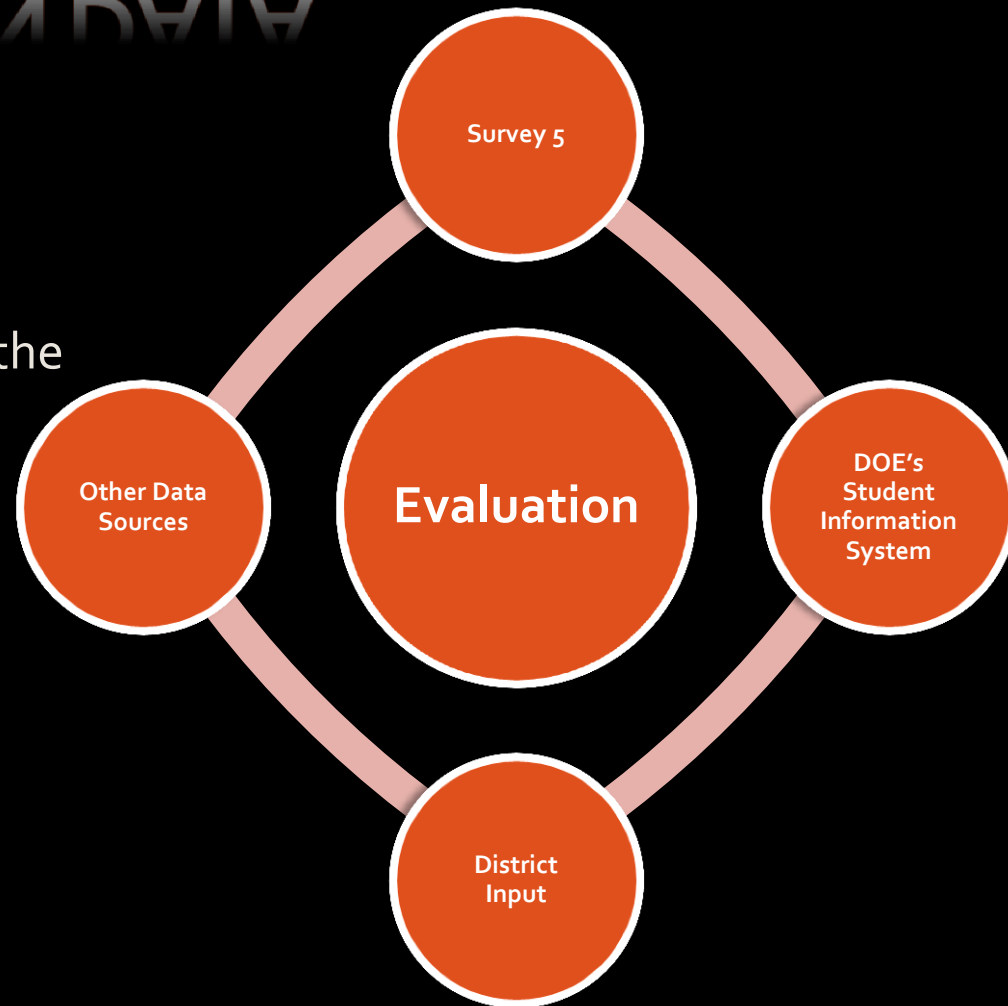 Survey 5
the
Other Data
Sources
Evaluation
DOE's
Student
Information
System
District
Input